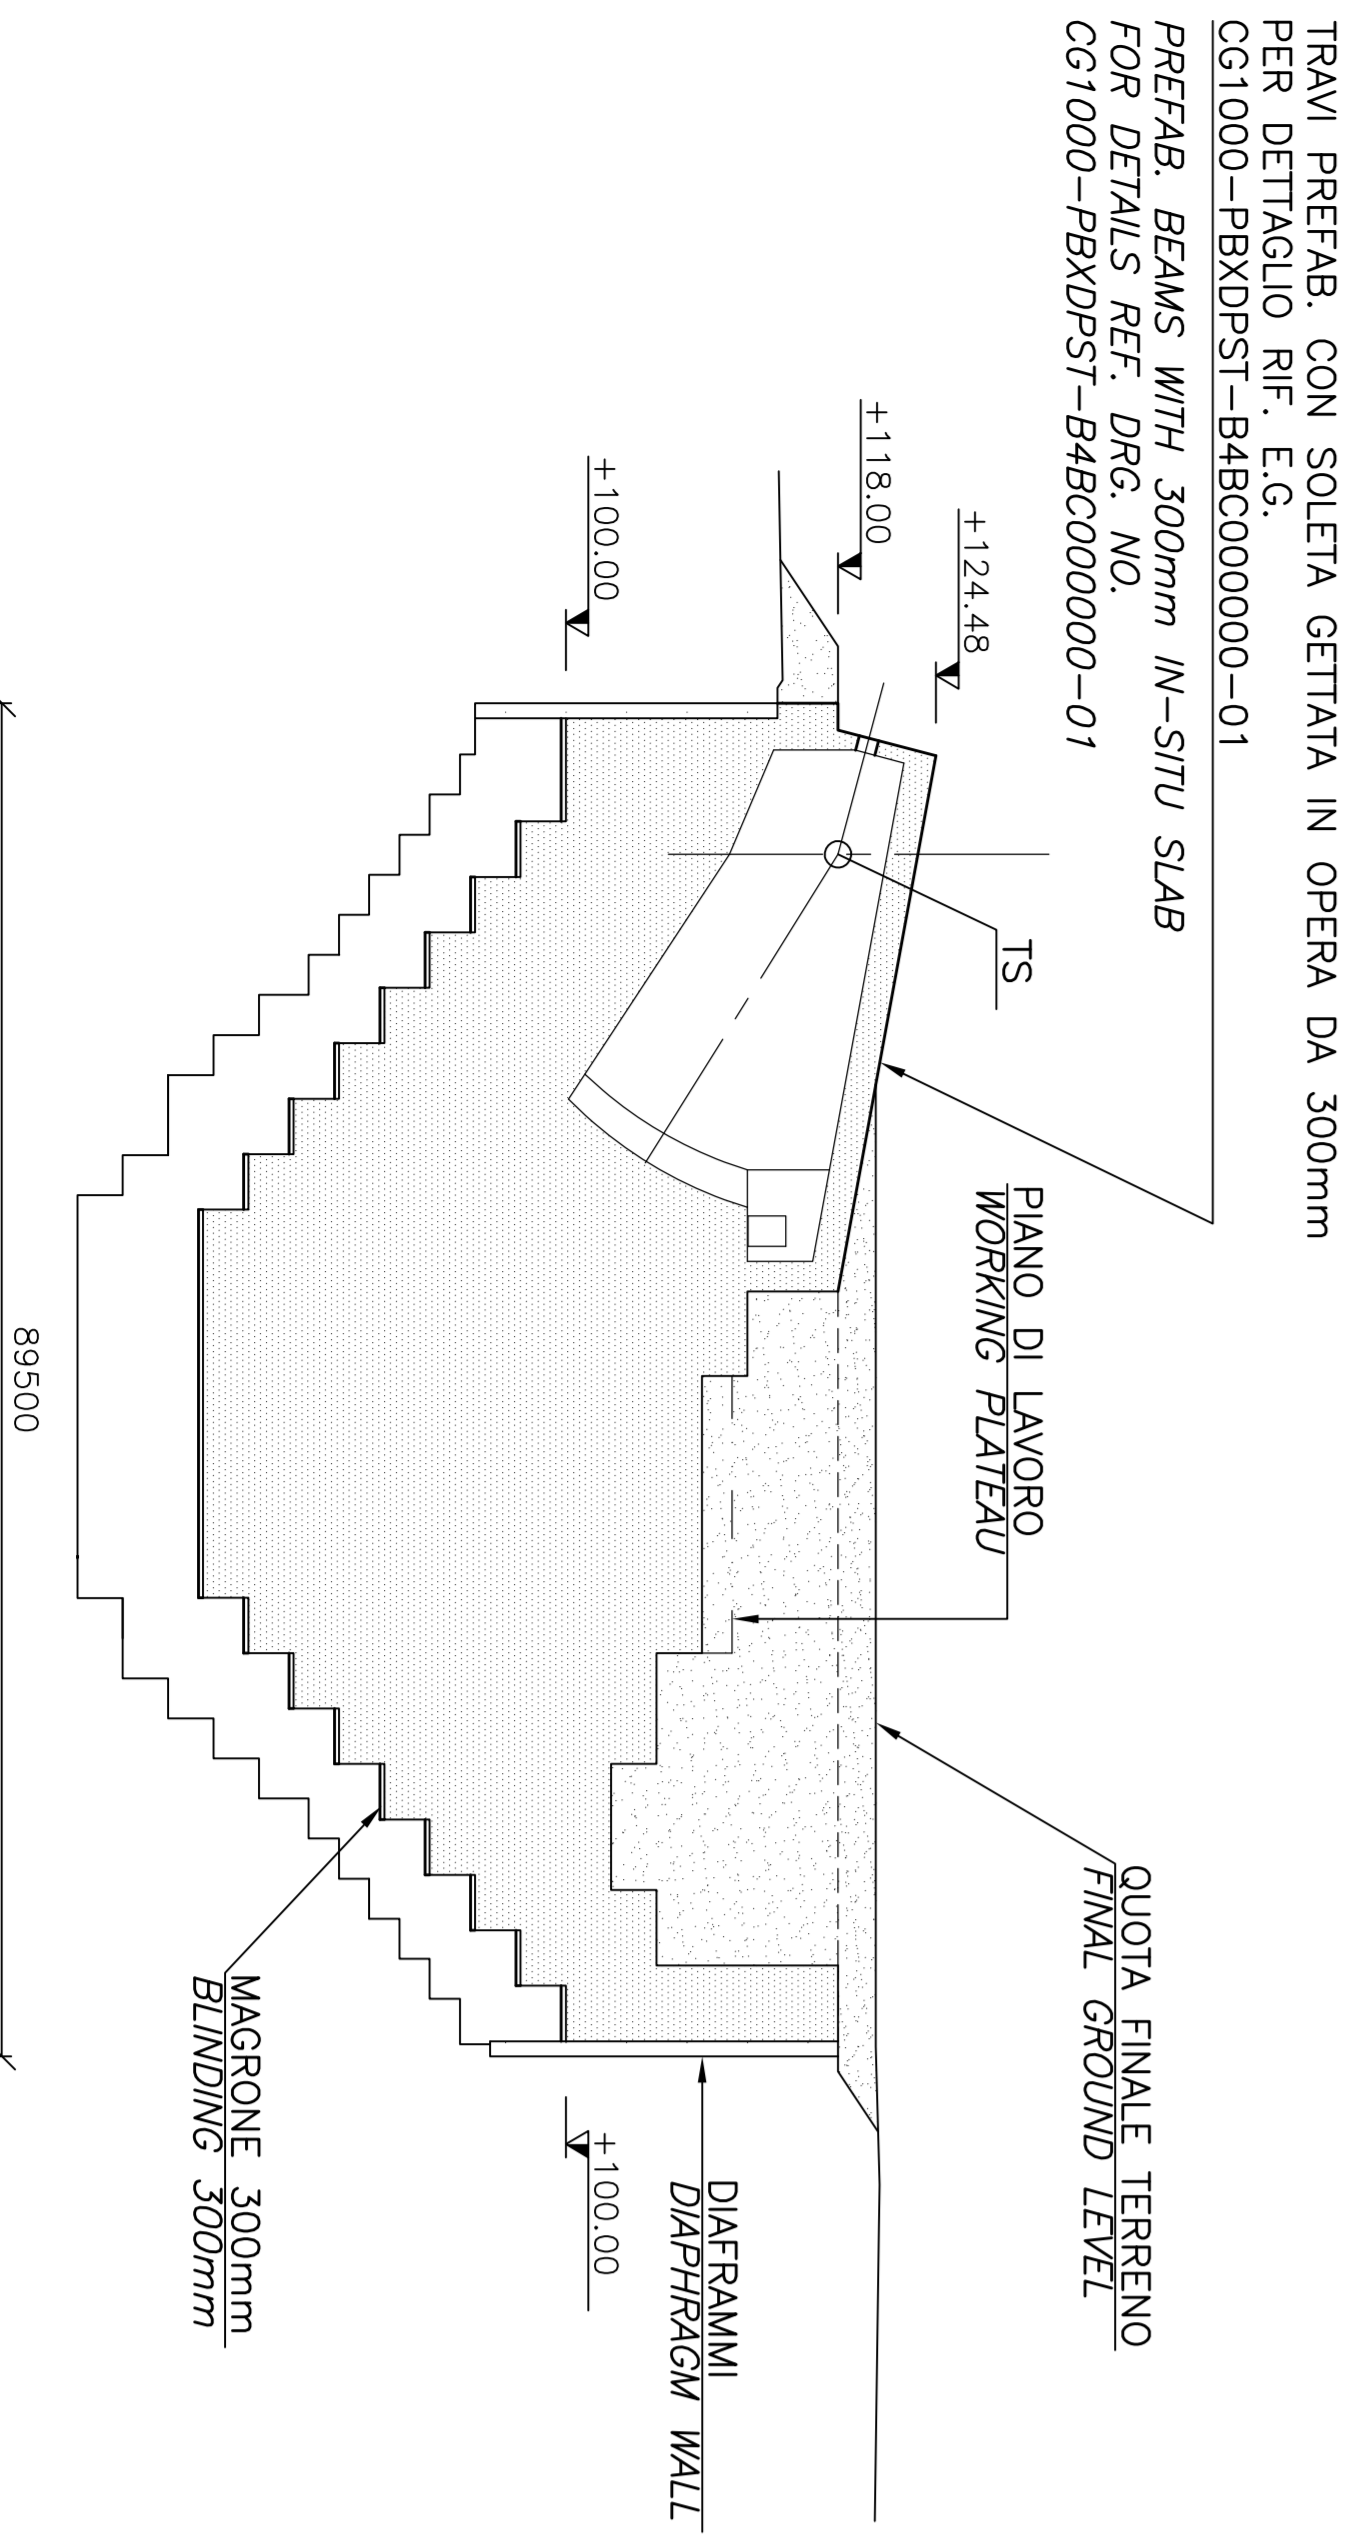 TRAVI PREFAB. CON SOLETA GETTATA IN OPERA DA 300mm
PER DETTAGLIO RIF. E.G.
CG1000-PBXDPST-B4BC000000-01
PREFAB. BEAMS WITH 300mm IN-SITU SLAB
FOR DETAILS REF. DRG. NO.
CG1000-PBXDPST-B4BC000000-01
+124.48
+118.00
+100.00
TS
PIANO DI LAVORO
WORKING PLATEAU
QUOTA FINALE TERRENO
FINAL GROUND LEVEL
DIAFRAMMI
DIAPHRAGM WALL
+100.00
MAGRONE 300mm
BLINDING 300mm
89500